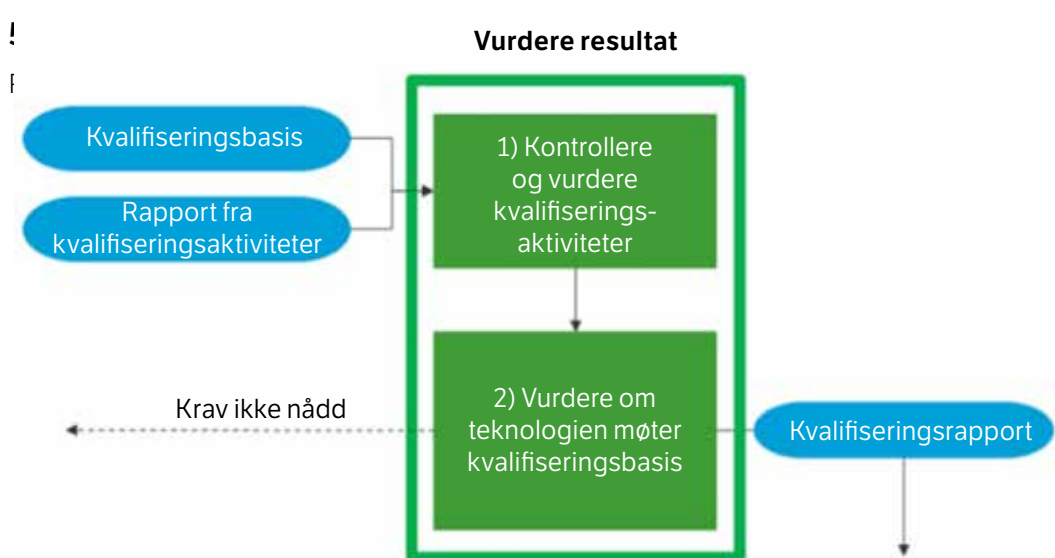 Vurdere resultat
Kvalifiseringsbasis
Rapport fra
kvalifiseringsaktiviteter
1) Kontrollere
og vurdere
kvalifiserings-
aktiviteter
Krav ikke nådd
2) Vurdere om
teknologien møter
kvalifiseringsbasis
Kvalifiseringsrapport